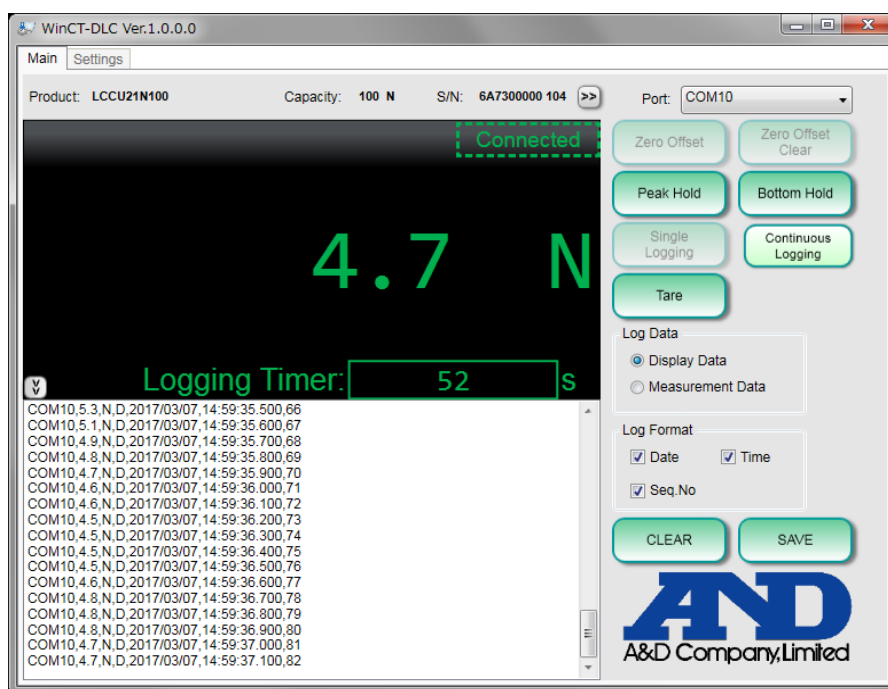 WinCT-DLC Ver.1.0.0.0
Main Settings
Product: LCCU21N100 Capacity: 100 N S/N: 6A7300000 104 >> Port: COM10
Connected
4.7 N
Logging Timer: 52 s
COM10,5.3,N,D,2017/03/07,14:59:35.500,66
COM10,5.1,N,D,2017/03/07,14:59:35.600,67
COM10,4.9,N,D,2017/03/07,14:59:35.700,68
COM10,4.8,N,D,2017/03/07,14:59:35.800,69
COM10,4.7,N,D,2017/03/07,14:59:35.900,70
COM10,4.6,N,D,2017/03/07,14:59:36.000,71
COM10,4.6,N,D,2017/03/07,14:59:36.100,72
COM10,4.5,N,D,2017/03/07,14:59:36.200,73
COM10,4.5,N,D,2017/03/07,14:59:36.300,74
COM10,4.5,N,D,2017/03/07,14:59:36.400,75
COM10,4.5,N,D,2017/03/07,14:59:36.500,76
COM10,4.6,N,D,2017/03/07,14:59:36.600,77
COM10,4.8,N,D,2017/03/07,14:59:36.700,78
COM10,4.8,N,D,2017/03/07,14:59:36.800,79
COM10,4.8,N,D,2017/03/07,14:59:36.900,80
COM10,4.7,N,D,2017/03/07,14:59:37.000,81
COM10,4.7,N,D,2017/03/07,14:59:37.100,82
Zero Offset
Zero Offset
Clear
Peak Hold
Bottom Hold
Single
Logging
Continuous
Logging
Tare
Log Data
Display Data
Measurement Data
Log Format
Date Time
Seq.No
CLEAR SAVE
AND
A&D Company,Limited